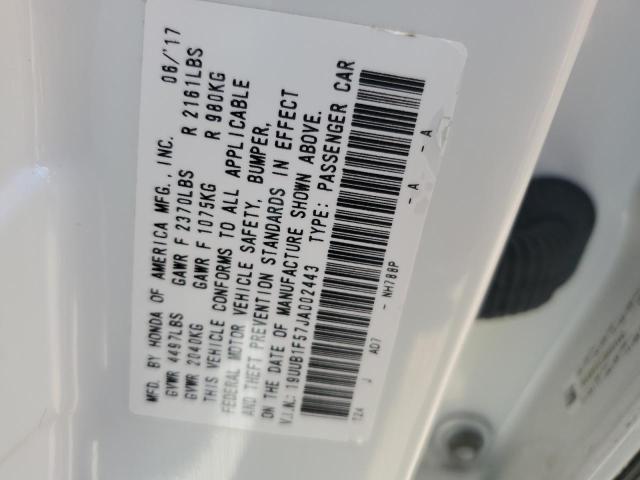 MFD. BY HONDA OF AMERICA MFG., INC. 06/'17
GVWR 4497LBS GAWR F 2370LBS R 2161LBS
GVWR 2040KG GAWR F 1075KG R 980KG
THIS VEHICLE CONFORMS TO ALL APPLICABLE
FEDERAL MOTOR VEHICLE SAFETY, BUMPER,
AND THEFT PREVENTION STANDARDS IN EFFECT
ON THE DATE OF MANUFACTURE SHOWN ABOVE.
V.I.N.: 19UUB1F57JA002443 TYPE: PASSENGER CAR
T24 J AD7 - NH788P - A - A